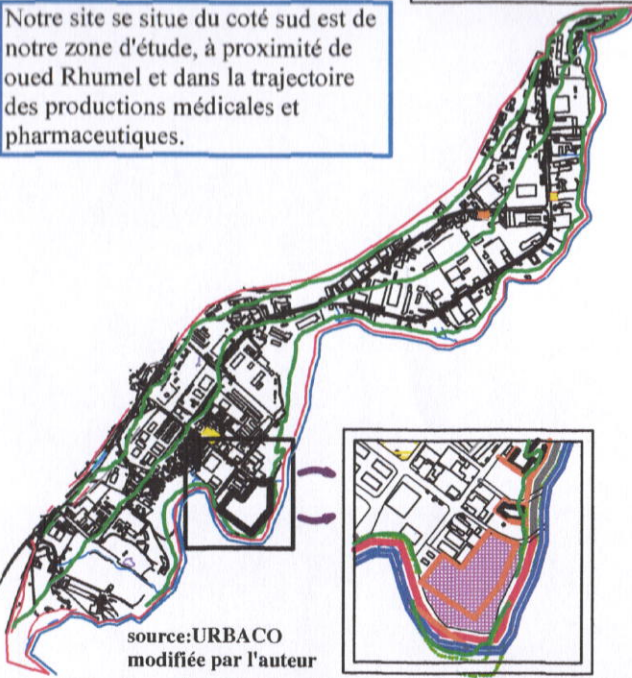 Notre site se situe du coté sud est de
notre zone d'étude, à proximité de
oued Rhumel et dans la trajectoire
des productions médicales et
pharmaceutiques.
source:URBACO
modifiée par l'auteur